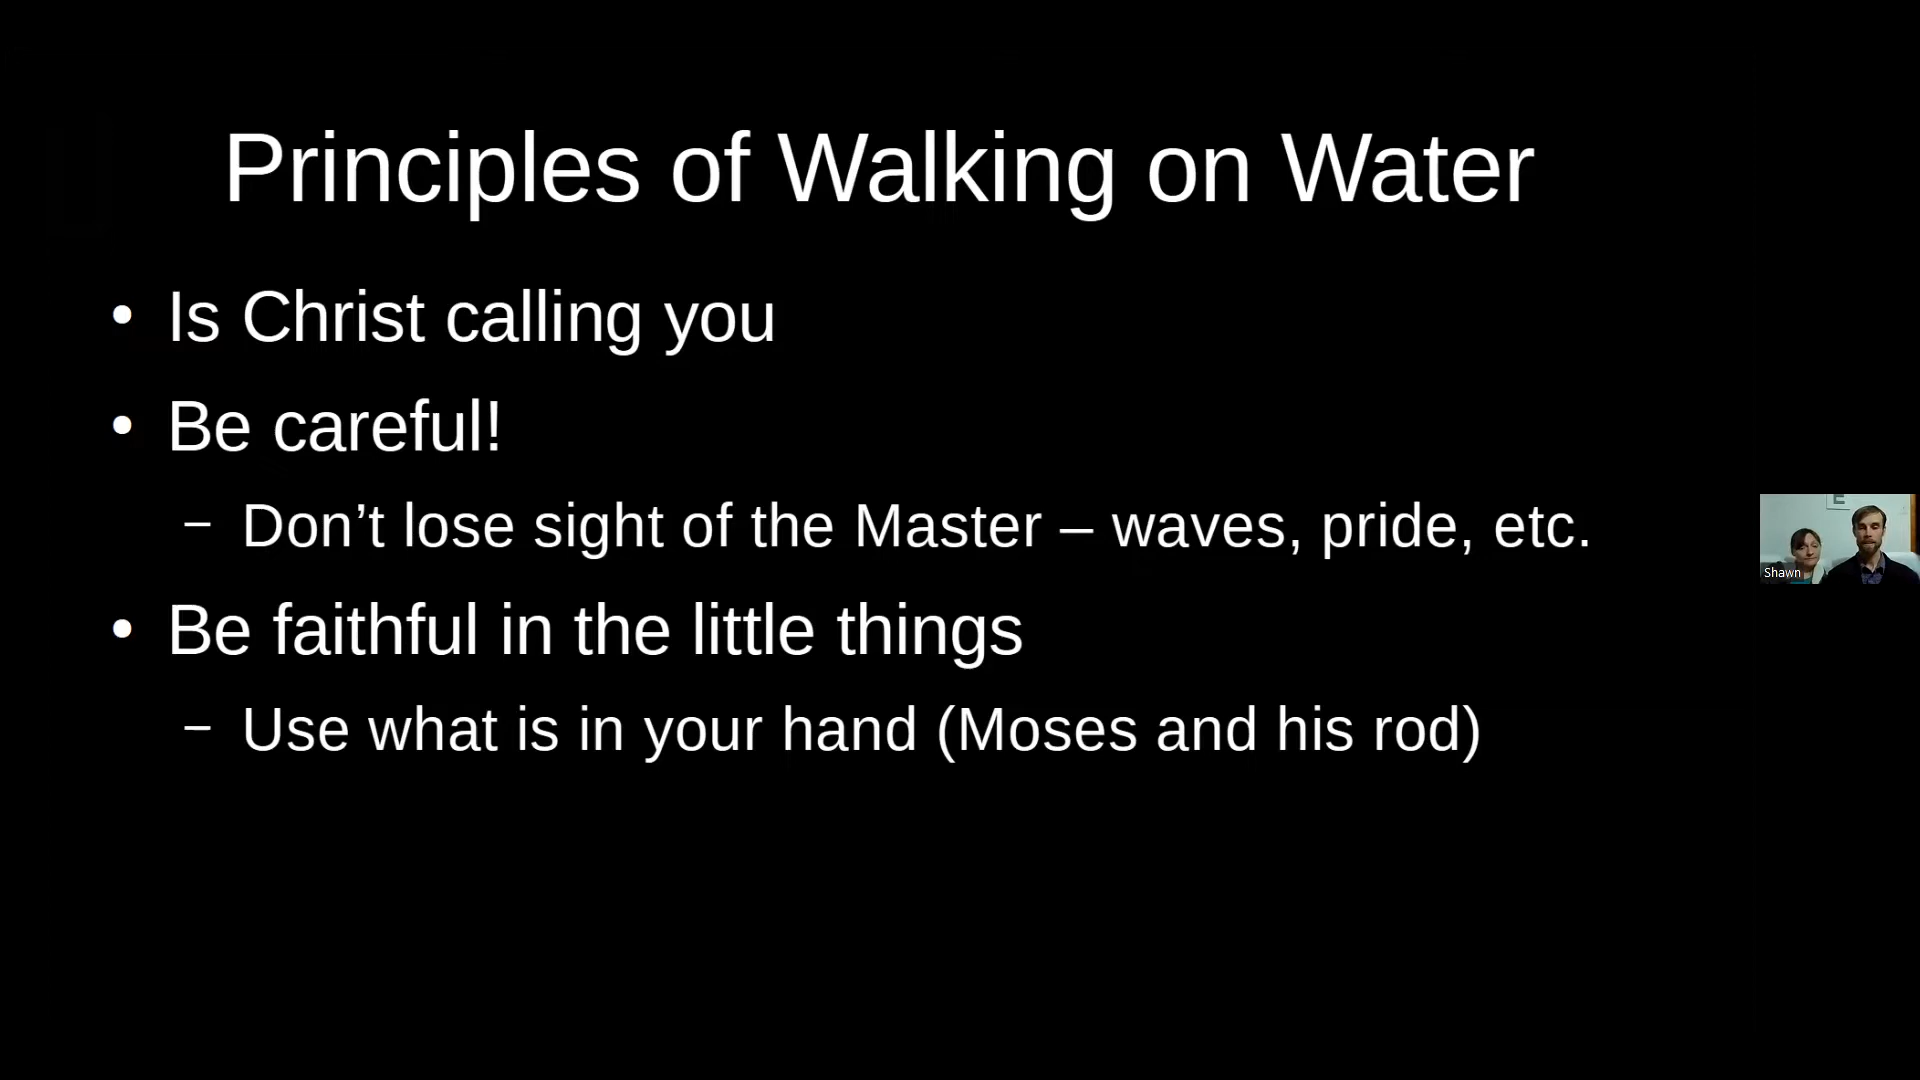 Principles of Walking on Water
• Is Christ calling you
• Be careful!
– Don’t lose sight of the Master – waves, pride, etc.
• Be faithful in the little things
– Use what is in your hand (Moses and his rod)
E
Shawn